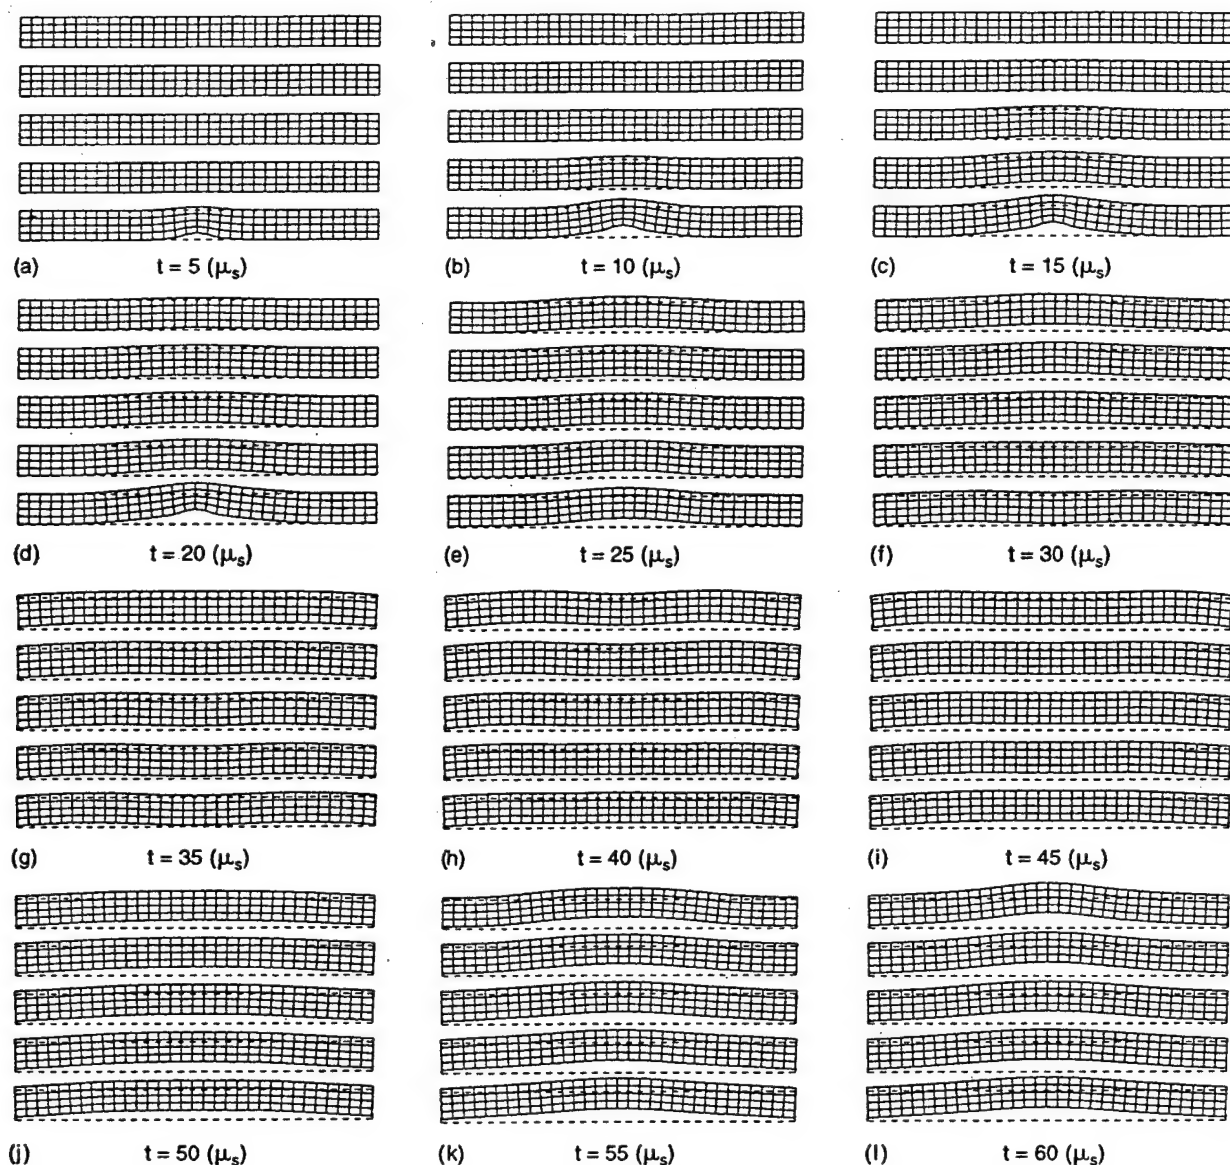 (a) t = 5 (μs)
(b) t = 10 (μs)
(c) t = 15 (μs)
(d) t = 20 (μs)
(e) t = 25 (μs)
(f) t = 30 (μs)
(g) t = 35 (μs)
(h) t = 40 (μs)
(i) t = 45 (μs)
(j) t = 50 (μs)
(k) t = 55 (μs)
(l) t = 60 (μs)